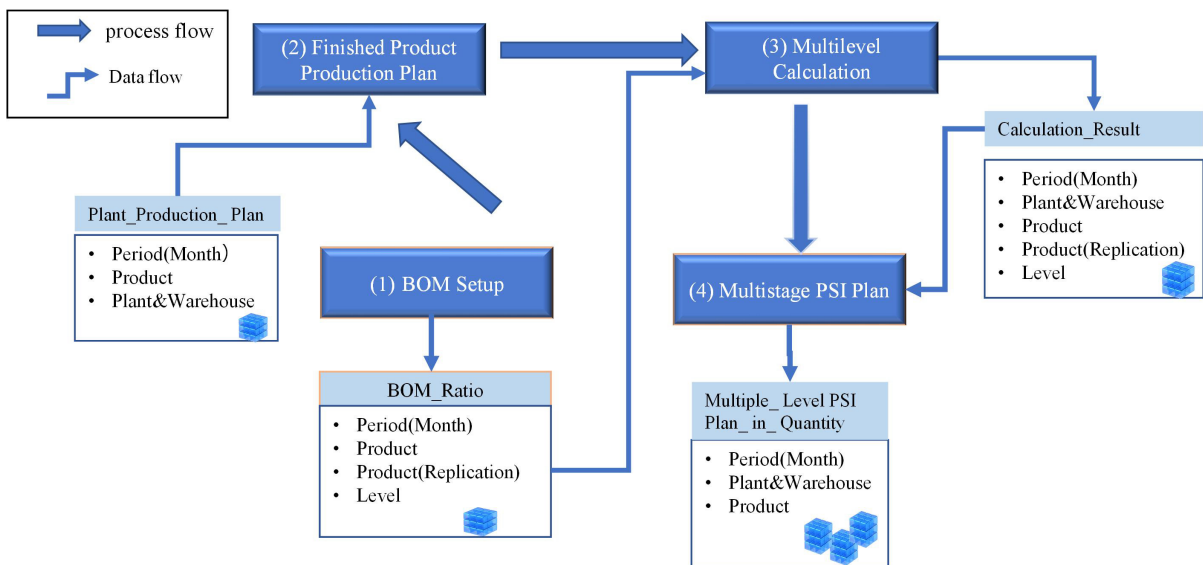 process flow
Data flow
(2) Finished Product
Production Plan
(3) Multilevel
Calculation
Calculation_Result
• Period(Month)
• Plant&Warehouse
• Product
• Product(Replication)
• Level
Plant_Production_ Plan
• Period(Month）
• Product
• Plant&Warehouse
(1) BOM Setup
(4) Multistage PSI Plan
BOM_Ratio
• Period(Month)
• Product
• Product(Replication)
• Level
Multiple_ Level PSI
Plan_ in_ Quantity
• Period(Month)
• Plant&Warehouse
• Product